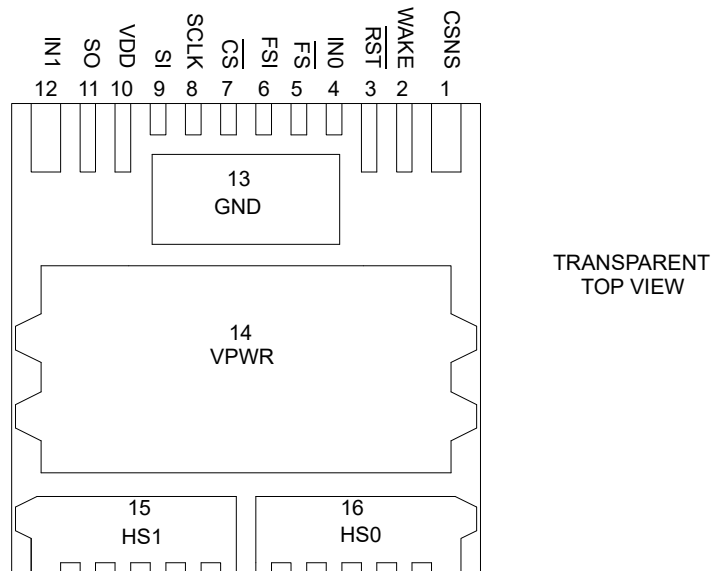 IN1 SO VDD SI SCLK CS FSI FS IN0 RST WAKE CSNS
12 11 10 9 8 7 6 5 4 3 2 1
13
GND
TRANSPARENT
TOP VIEW
14
VPWR
15 16
HS1 HS0